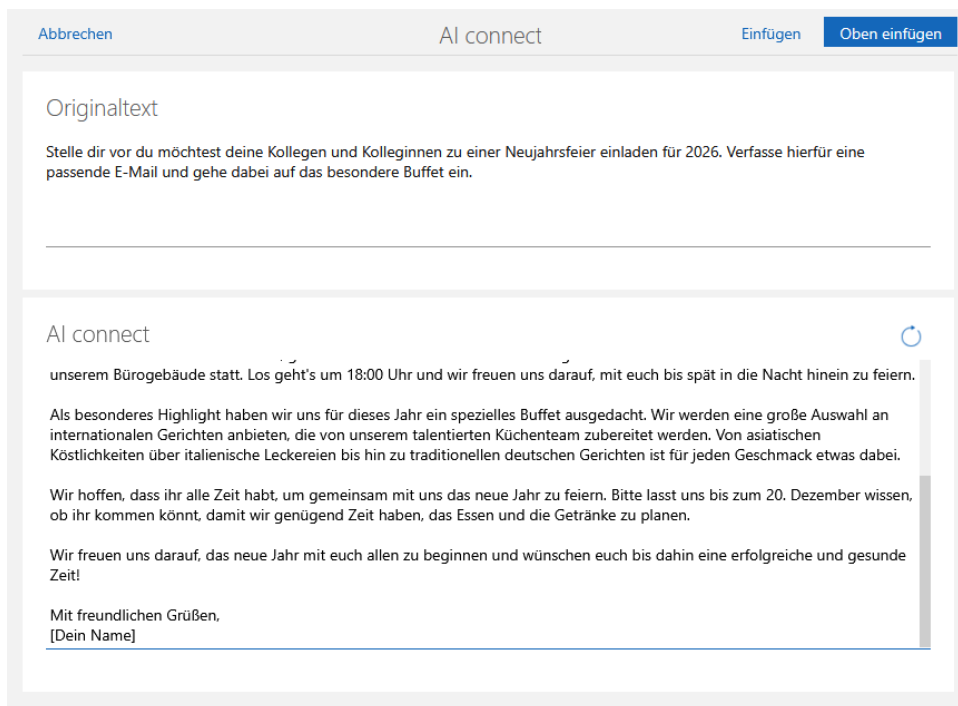 Abbrechen
AI connect
Einfügen
Oben einfügen
Originaltext
Stelle dir vor du möchtest deine Kollegen und Kolleginnen zu einer Neujahrsfeier einladen für 2026. Verfasse hierfür eine
passende E-Mail und gehe dabei auf das besondere Buffet ein.
AI connect
unserem Bürogebäude statt. Los geht's um 18:00 Uhr und wir freuen uns darauf, mit euch bis spät in die Nacht hinein zu feiern.
Als besonderes Highlight haben wir uns für dieses Jahr ein spezielles Buffet ausgedacht. Wir werden eine große Auswahl an
internationalen Gerichten anbieten, die von unserem talentierten Küchenteam zubereitet werden. Von asiatischen
Köstlichkeiten über italienische Leckereien bis hin zu traditionellen deutschen Gerichten ist für jeden Geschmack etwas dabei.
Wir hoffen, dass ihr alle Zeit habt, um gemeinsam mit uns das neue Jahr zu feiern. Bitte lasst uns bis zum 20. Dezember wissen,
ob ihr kommen könnt, damit wir genügend Zeit haben, das Essen und die Getränke zu planen.
Wir freuen uns darauf, das neue Jahr mit euch allen zu beginnen und wünschen euch bis dahin eine erfolgreiche und gesunde
Zeit!
Mit freundlichen Grüßen,
[Dein Name]